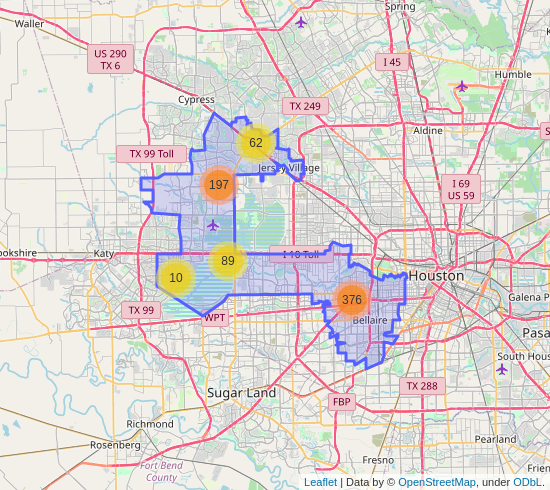 Spring
Waller
US 290
TX 6
I 45
Humble
Cypress
TX 249
Aldine
62
TX 99 Toll
Jersey Village
197
I 69
US 59
I 10 Toll
Katy
89
10
Houston
376
Galena P
TX 99
WPT
Bellaire
Pasa
South Hous
TX 288
Sugar Land
FBP
Richmond
Rosenberg
Pearland
Fort Bend
County
Fresno
Frien
Leaflet | Data by © OpenStreetMap, under ODbL.